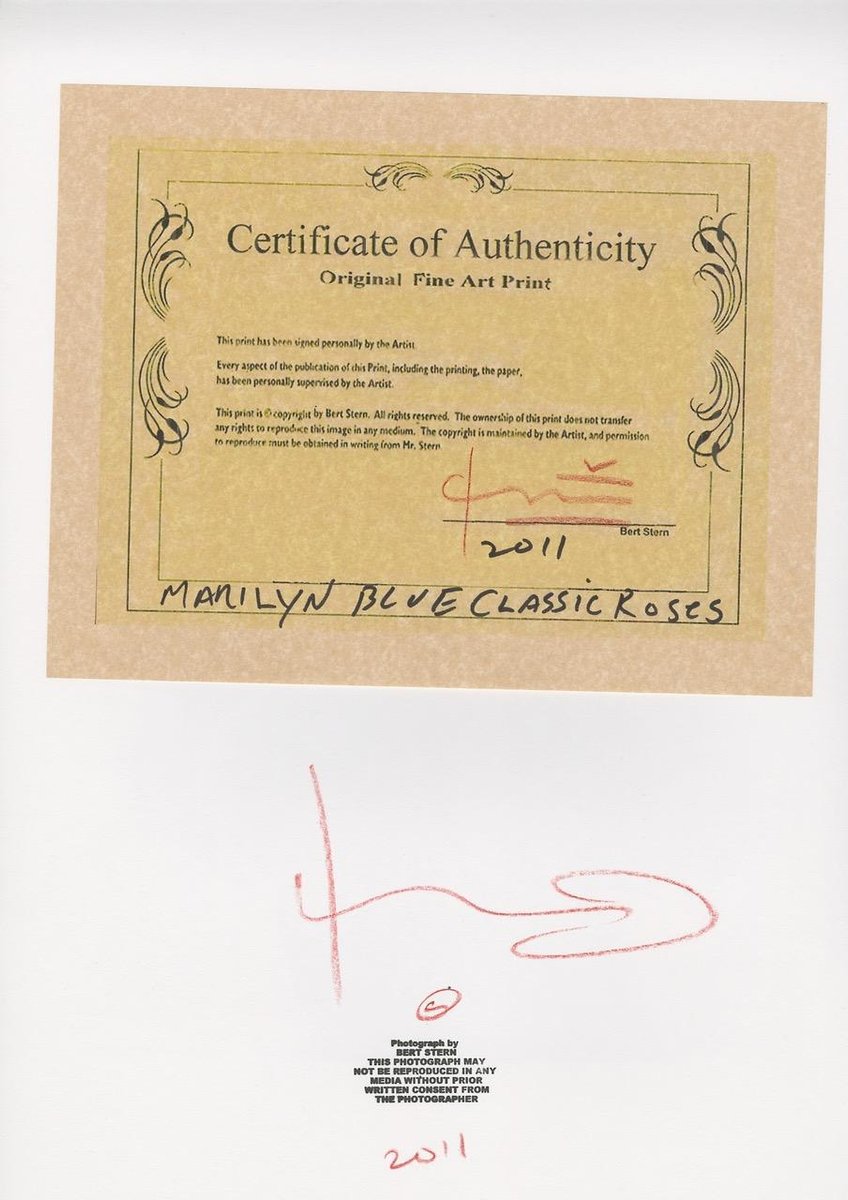 Certificate of Authenticity
Original Fine Art Print
This print has been signed personally by the Artist.
Every aspect of the publication of this Print, including the printing, the paper,
has been personally supervised by the Artist.
This print is © copyright by Bert Stern. All rights reserved. The ownership of this print does not transfer
any rights to reproduce this image in any medium. The copyright is maintained by the Artist, and permission
to reproduce must be obtained in writing from Mr. Stern
Bert Stern
2011
MARILYN BLUE CLASSIC ROSES
©
Photograph by
BERT STERN
THIS PHOTOGRAPH MAY
NOT BE REPRODUCED IN ANY
MEDIA WITHOUT PRIOR
WRITTEN CONSENT FROM
THE PHOTOGRAPHER
2011